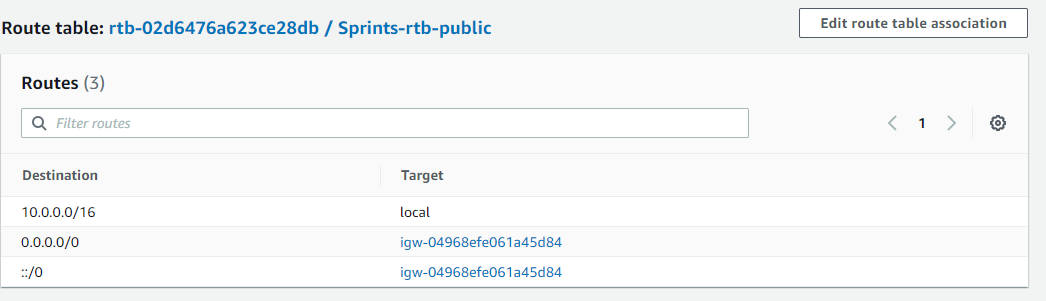 Route table: rtb-02d6476a623ce28db / Sprints-rtb-public
Edit route table association
Routes (3)
Filter routes
1
Destination Target
10.0.0.0/16 local
0.0.0.0/0 igw-04968efe061a45d84
::/0 igw-04968efe061a45d84